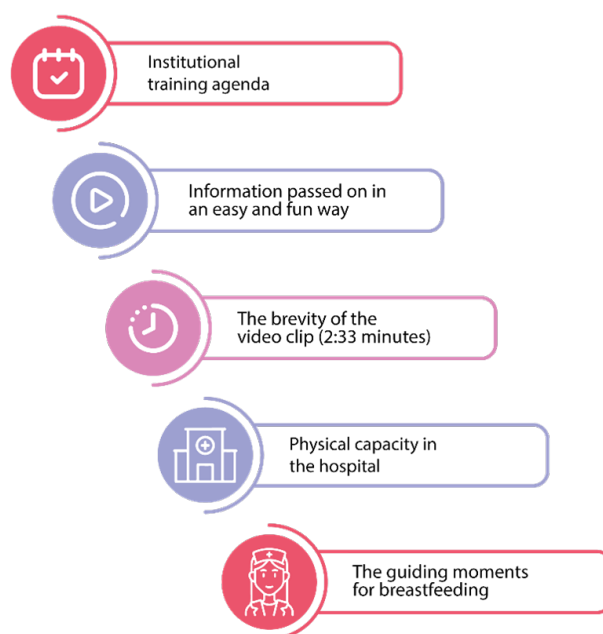 Institutional
training agenda
Information passed on in
an easy and fun way
The brevity of the
video clip (2:33 minutes)
Physical capacity in
the hospital
The guiding moments
for breastfeeding